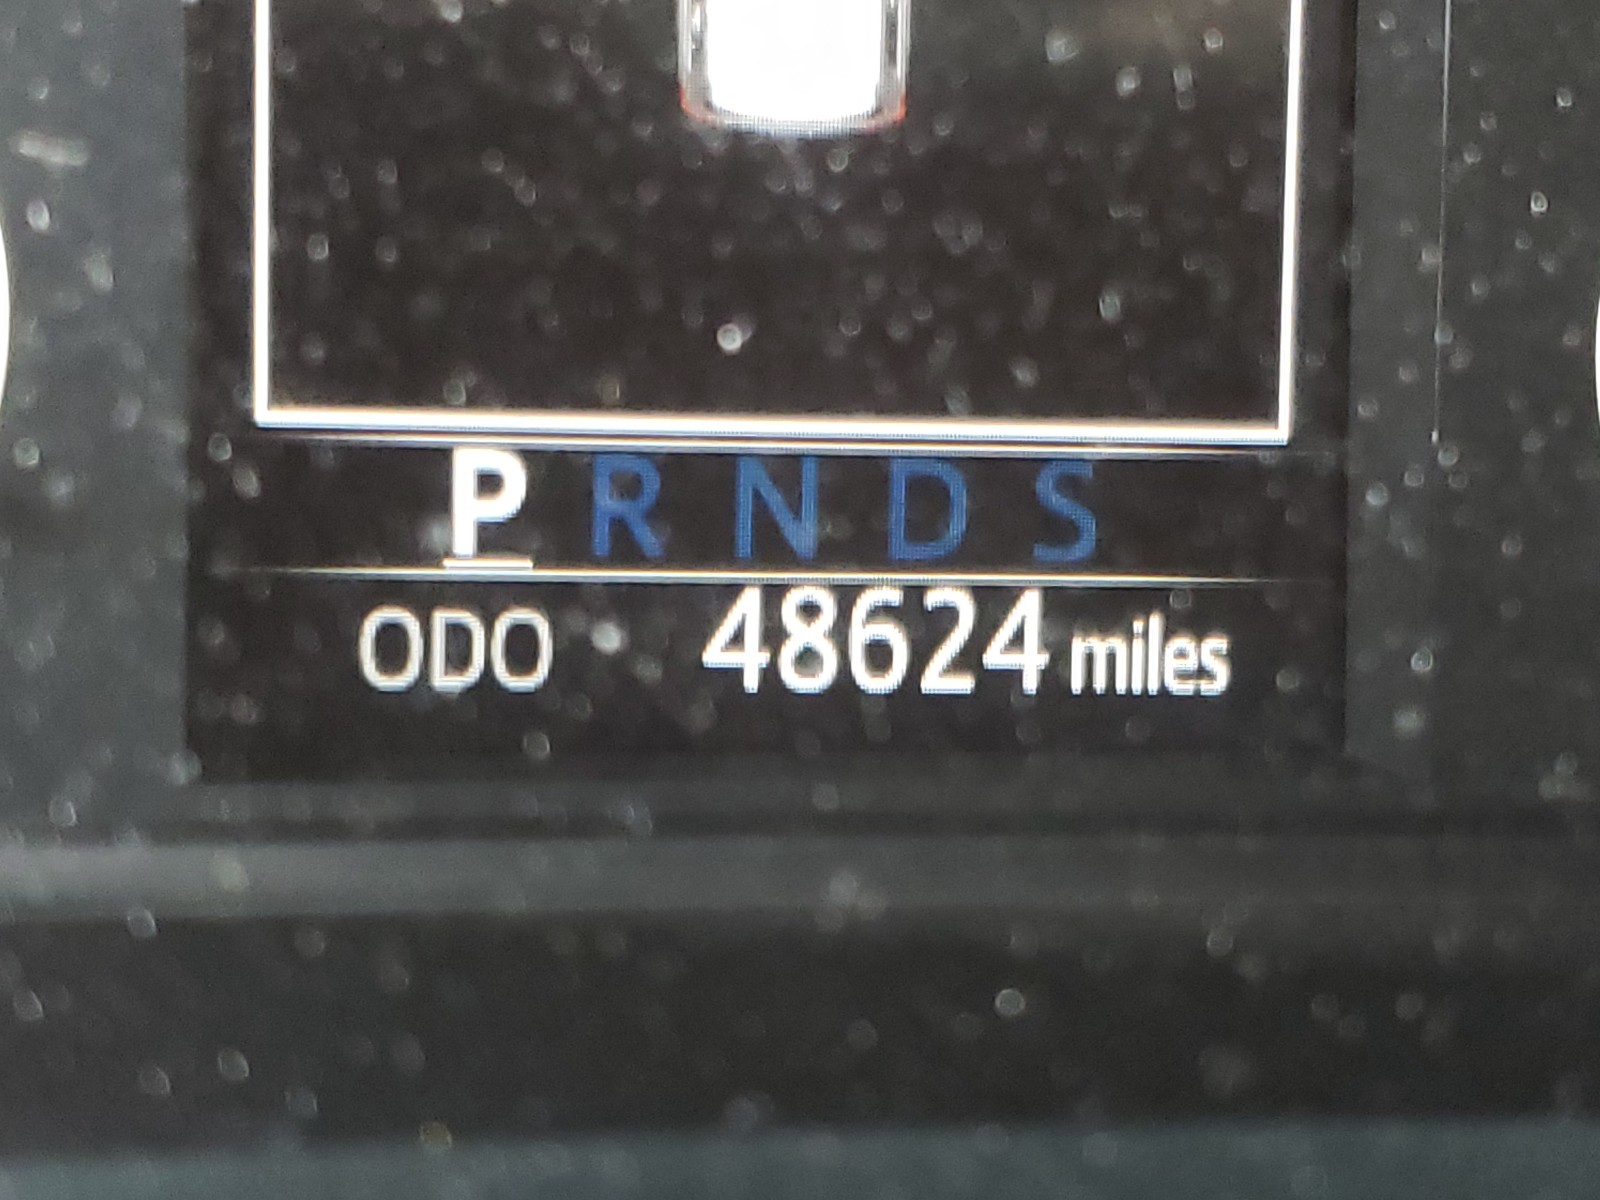 P R N D S
ODO 48624 miles